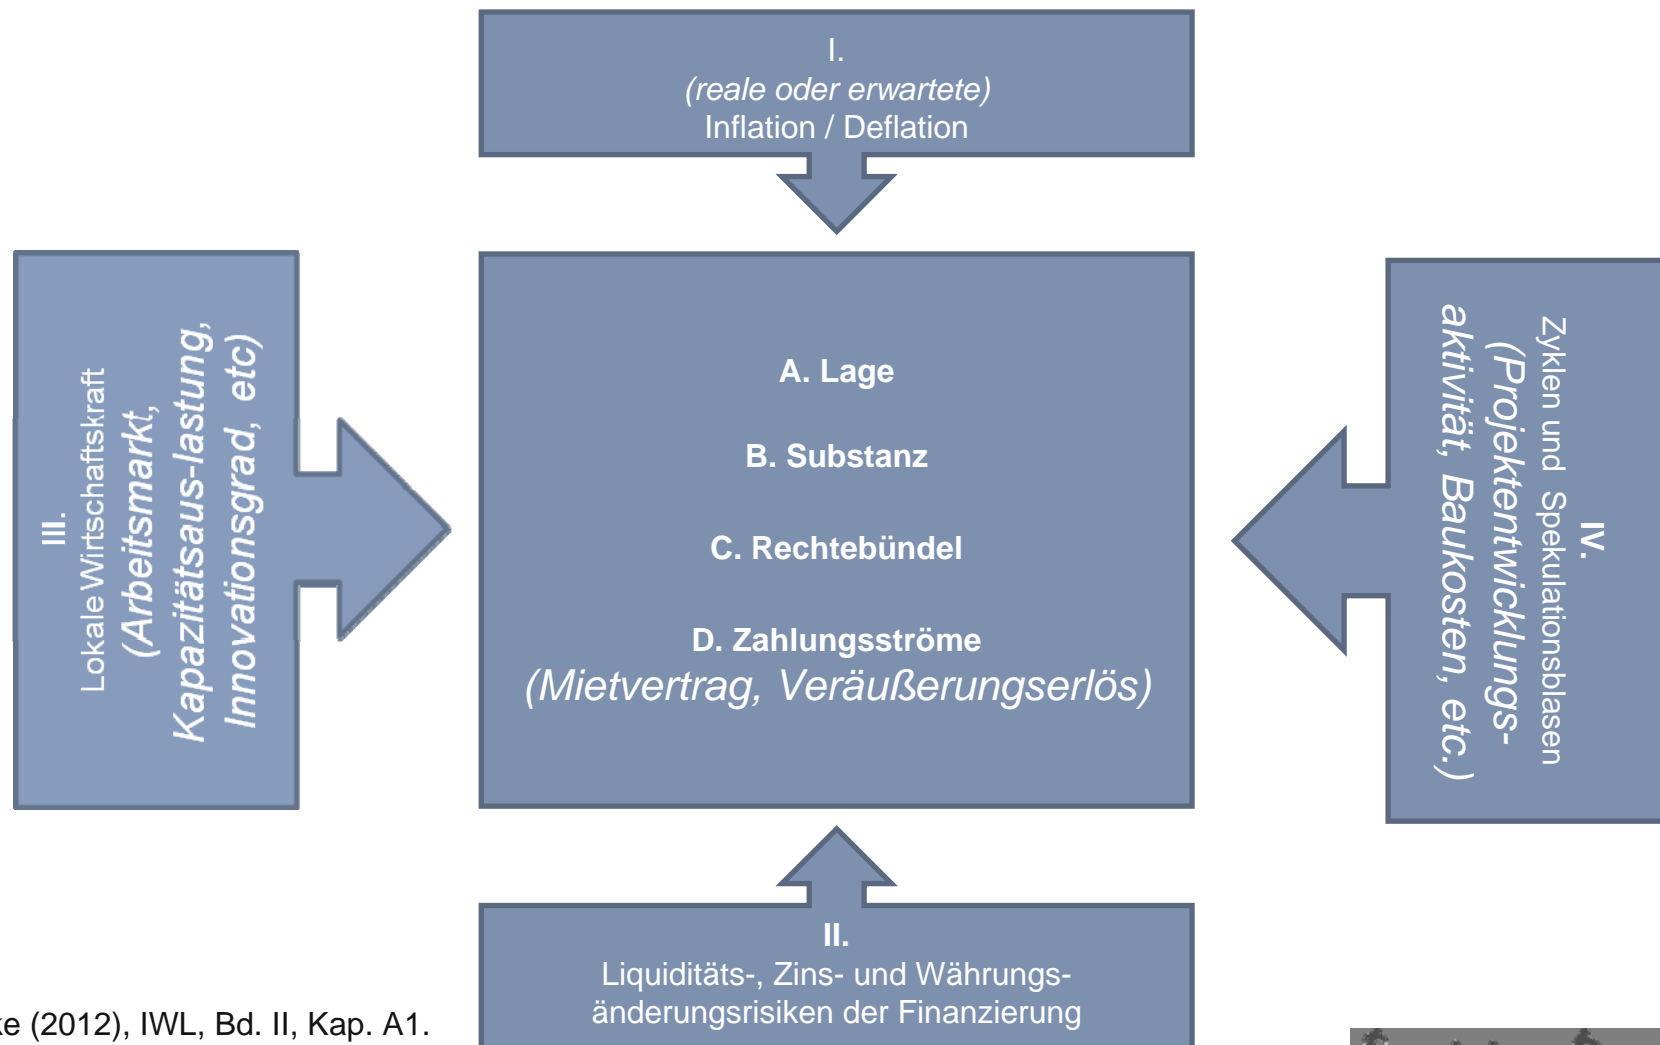 I.
(reale oder erwartete)
Inflation / Deflation
III.
Lokale Wirtschaftskraft
(Arbeitsmarkt,
Kapazitätsaus-lastung,
Innovationsgrad, etc)
A. Lage
B. Substanz
C. Rechtebündel
D. Zahlungsströme
(Mietvertrag, Veräußerungserlös)
IV.
Zyklen und Spekulationsblasen
(Projektentwicklungs-
aktivität, Baukosten, etc.)
II.
Liquiditäts-, Zins- und Währungs-
änderungsrisiken der Finanzierung
(2012), IWL, Bd. II, Kap. A1.